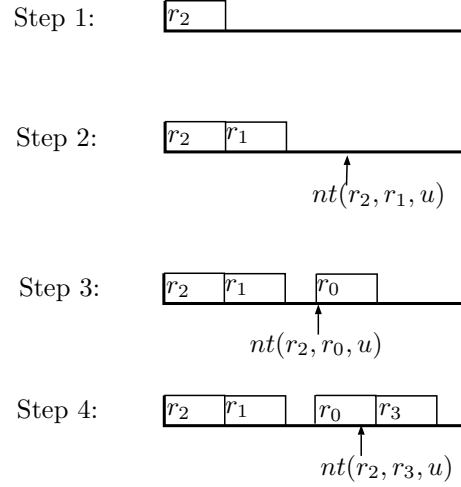 Step 1: r₂
Step 2: r₂ r₁
nt(r₂, r₁, u)
Step 3: r₂ r₁ r₀
nt(r₂, r₀, u)
Step 4: r₂ r₁ r₀ r₃
nt(r₂, r₃, u)